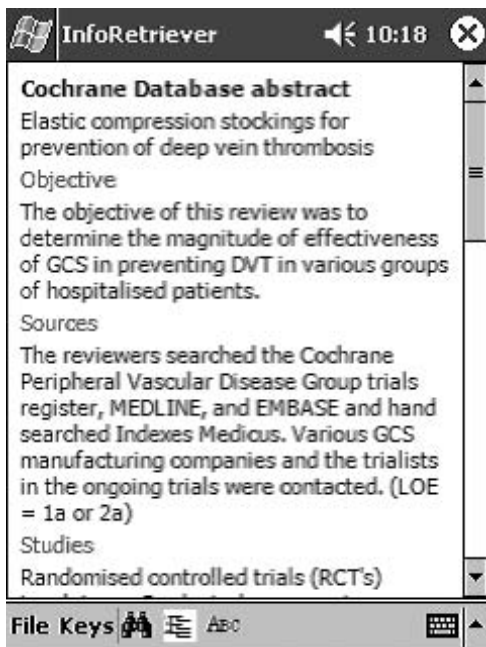 InfoRetriever 10:18
Cochrane Database abstract
Elastic compression stockings for
prevention of deep vein thrombosis
Objective
The objective of this review was to
determine the magnitude of effectiveness
of GCS in preventing DVT in various groups
of hospitalised patients.
Sources
The reviewers searched the Cochrane
Peripheral Vascular Disease Group trials
register, MEDLINE, and EMBASE and hand
searched Indexes Medicus. Various GCS
manufacturing companies and the trialists
in the ongoing trials were contacted. (LOE
= 1a or 2a)
Studies
Randomised controlled trials (RCT's)
File Keys ABC